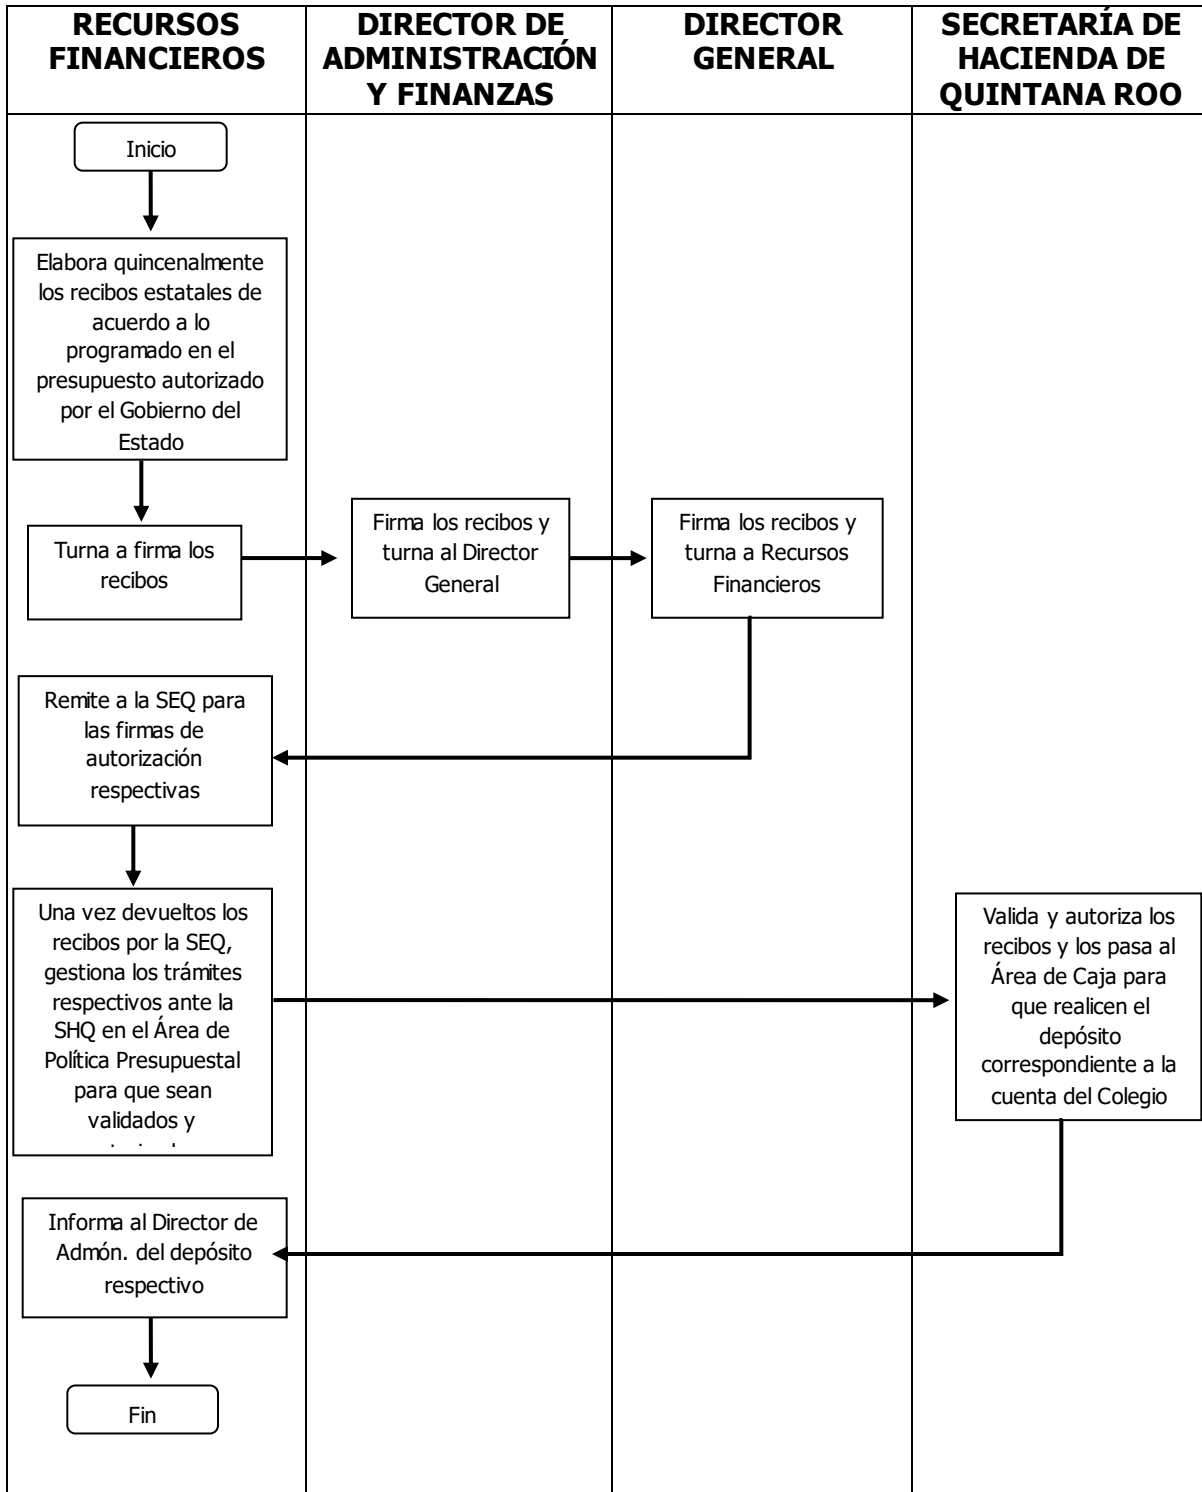 RECURSOS
FINANCIEROS
DIRECTOR DE
ADMINISTRACIÓN
Y FINANZAS
DIRECTOR
GENERAL
SECRETARÍA DE
HACIENDA DE
QUINTANA ROO
Inicio
Elabora quincenalmente
los recibos estatales de
acuerdo a lo
programado en el
presupuesto autorizado
por el Gobierno del
Estado
Turna a firma los
recibos
Firma los recibos y
turna al Director
General
Firma los recibos y
turna a Recursos
Financieros
Remite a la SEQ para
las firmas de
autorización
respectivas
Una vez devueltos los
recibos por la SEQ,
gestiona los trámites
respectivos ante la
SHQ en el Área de
Política Presupuestal
para que sean
validados y
Valida y autoriza los
recibos y los pasa al
Área de Caja para
que realicen el
depósito
correspondiente a la
cuenta del Colegio
Informa al Director de
Admón. del depósito
respectivo
Fin